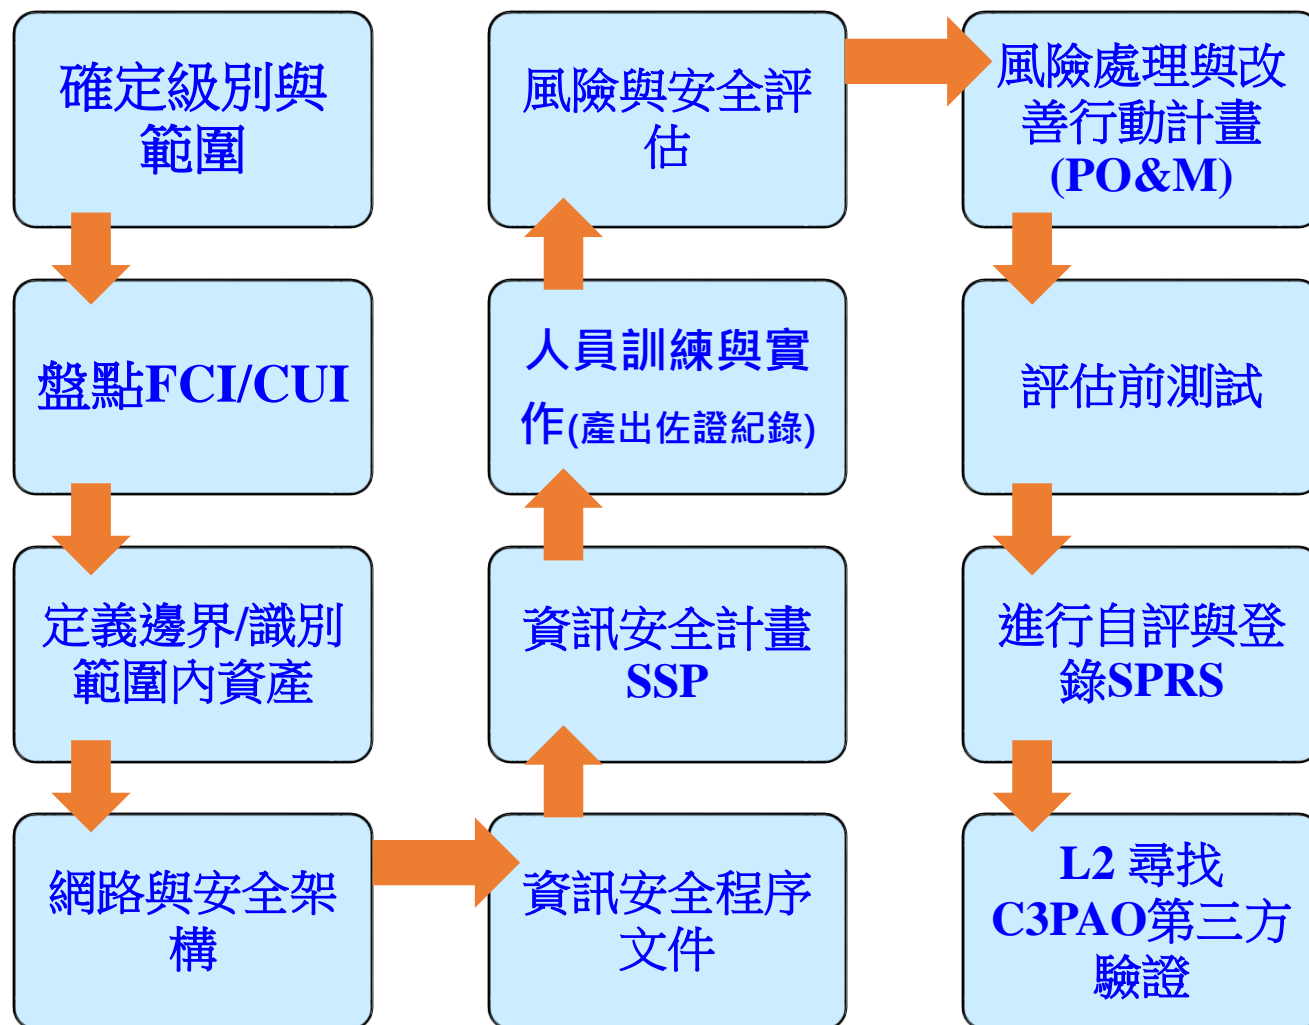 確定級別與
範圍
盤點FCI/CUI
定義邊界/識別
範圍內資產
網路與安全架
構
資訊安全程序
文件
資訊安全計畫
SSP
人員訓練與實
作(產出佐證紀錄)
風險與安全評
估
風險處理與改
善行動計畫
(PO&M)
評估前測試
進行自評與登
錄SPRS
L2 尋找
C3PAO第三方
驗證